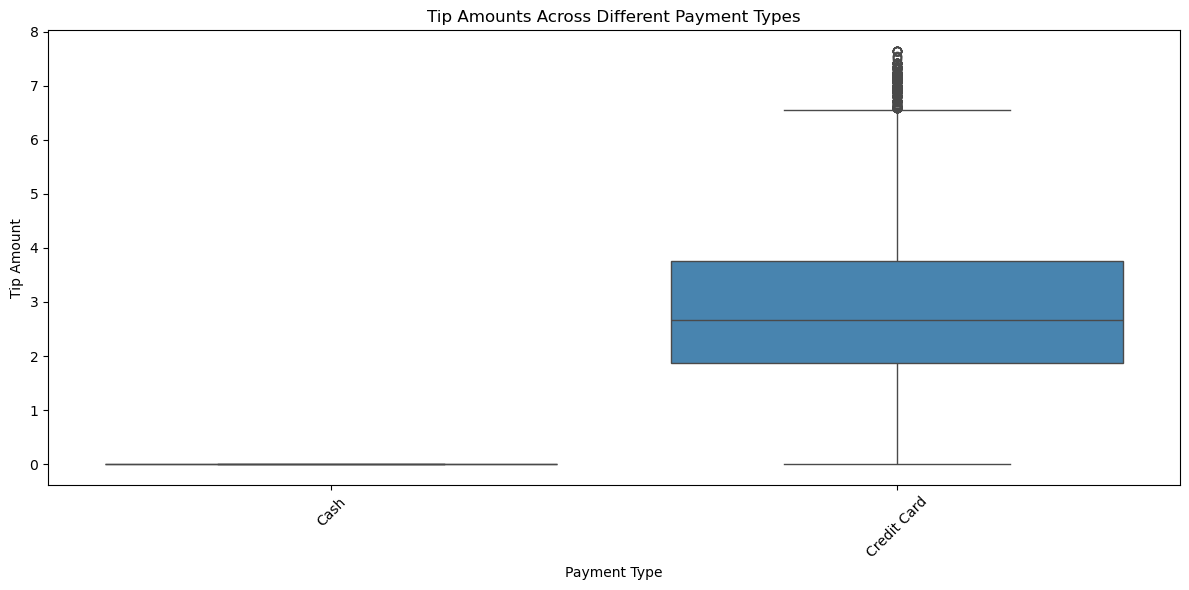 Tip Amounts Across Different Payment Types
8
7
6
5
4
3
2
1
0
Tip Amount
Cash
Credit Card
Payment Type